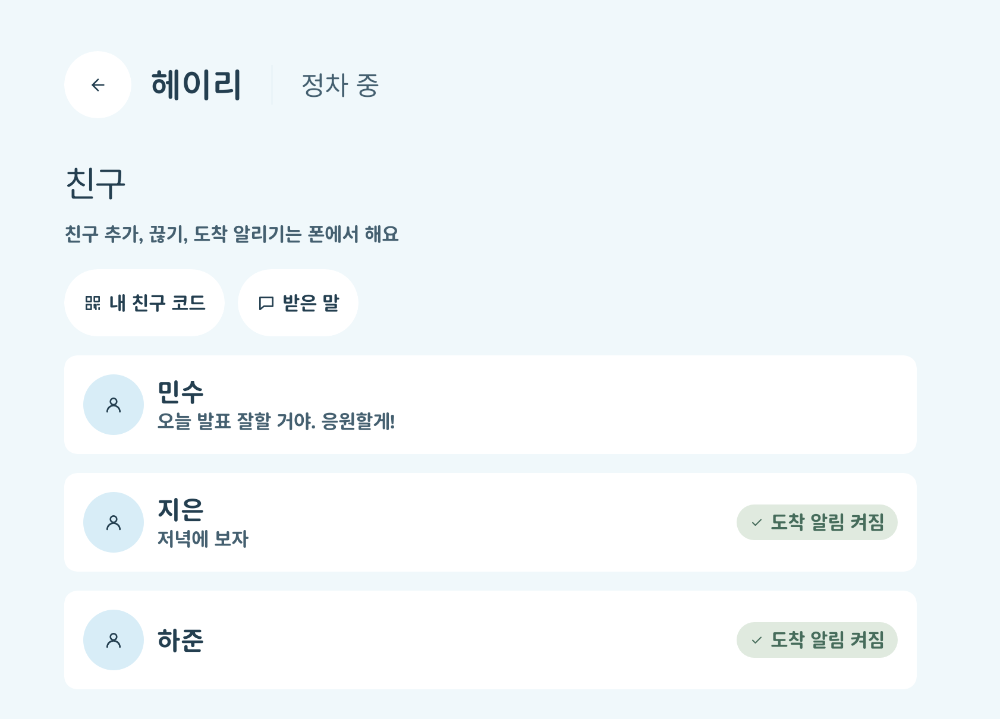 헤이리
정차 중
친구
친구 추가, 끊기, 도착 알리기는 폰에서 해요
내 친구 코드
받은 말
민수
오늘 발표 잘할 거야. 응원할게!
지은
저녁에 보자
도착 알림 켜짐
하준
도착 알림 켜짐